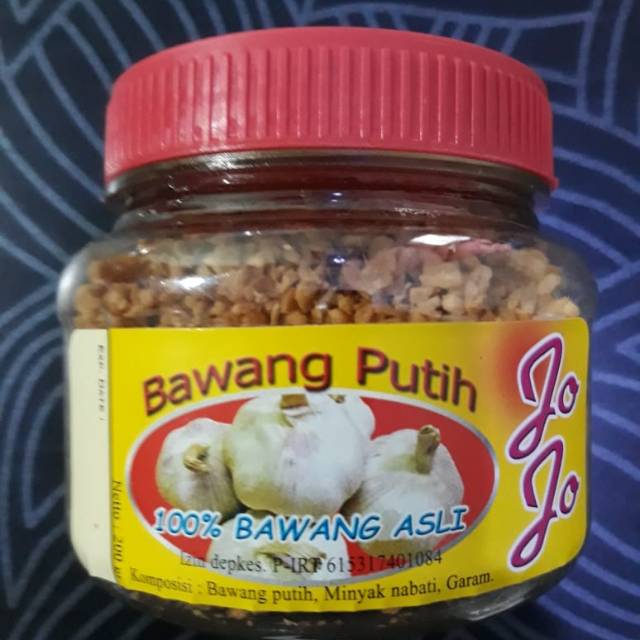 Bawang Putih
Jo
Jo
100% BAWANG ASLI
Izin depkes. P-IRT 615317401084
Komposisi : Bawang putih, Minyak nabati, Garam.
Exp. Date :
Netto : 200